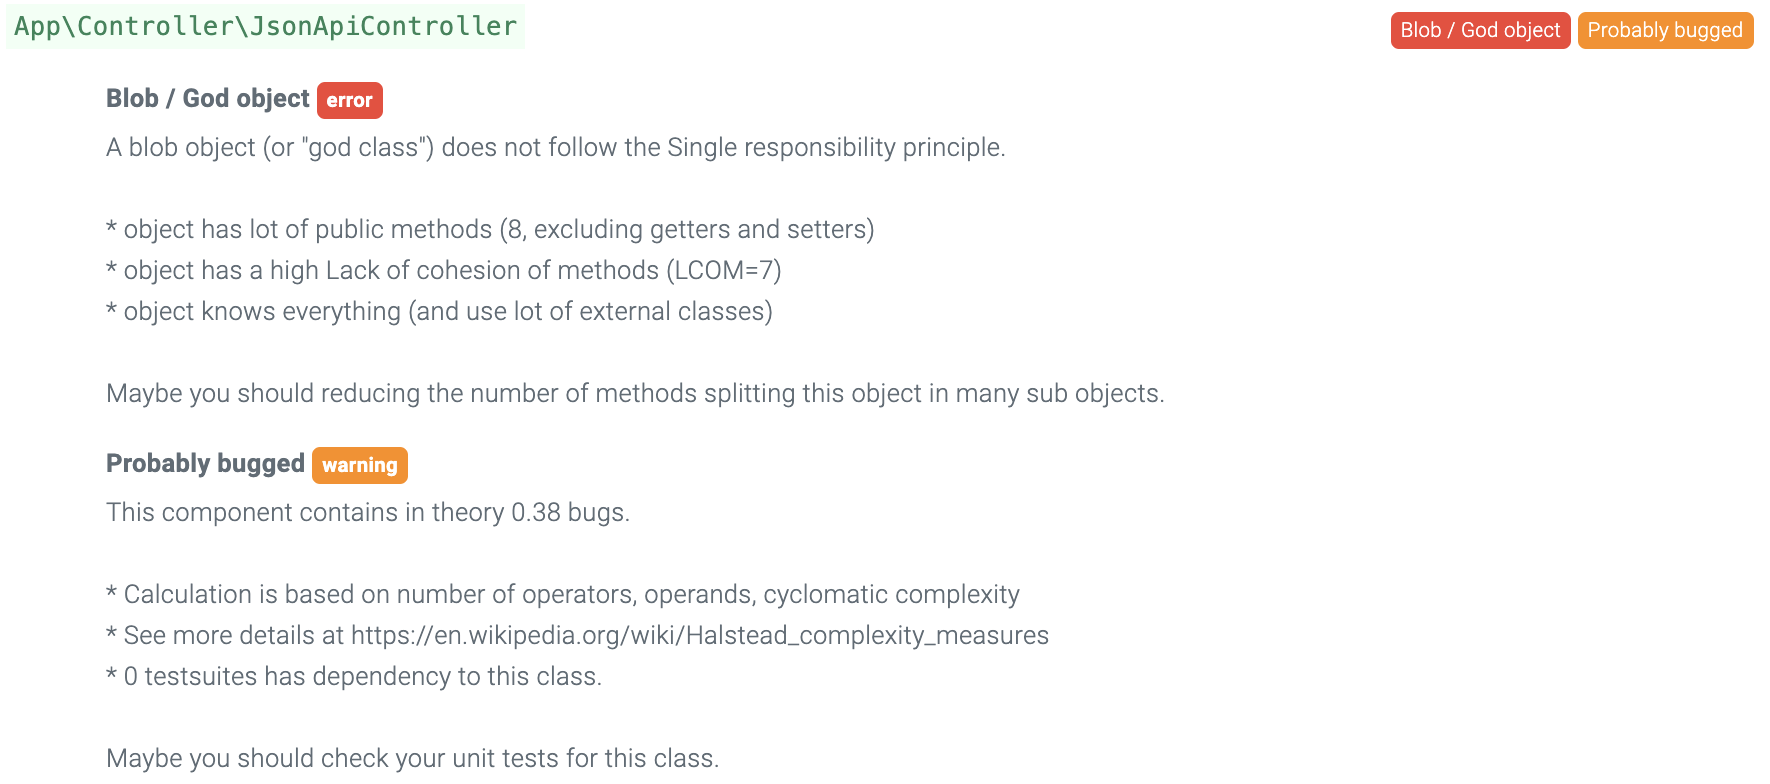 App\Controller\JsonApiController
Blob / God object Probably bugged
Blob / God object error
A blob object (or "god class") does not follow the Single responsibility principle.
* object has lot of public methods (8, excluding getters and setters)
* object has a high Lack of cohesion of methods (LCOM=7)
* object knows everything (and use lot of external classes)
Maybe you should reducing the number of methods splitting this object in many sub objects.
Probably bugged warning
This component contains in theory 0.38 bugs.
* Calculation is based on number of operators, operands, cyclomatic complexity
* See more details at https://en.wikipedia.org/wiki/Halstead_complexity_measures
* 0 testsuites has dependency to this class.
Maybe you should check your unit tests for this class.